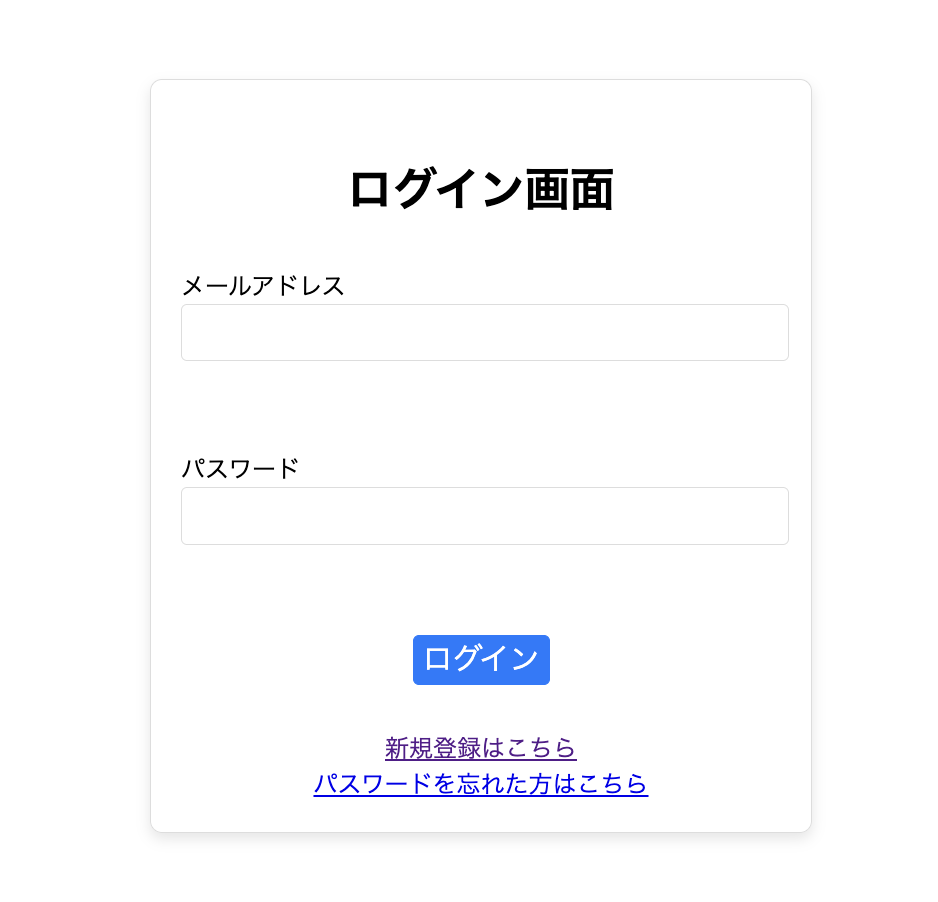 ログイン画面
メールアドレス
パスワード
ログイン
新規登録はこちら
パスワードを忘れた方はこちら